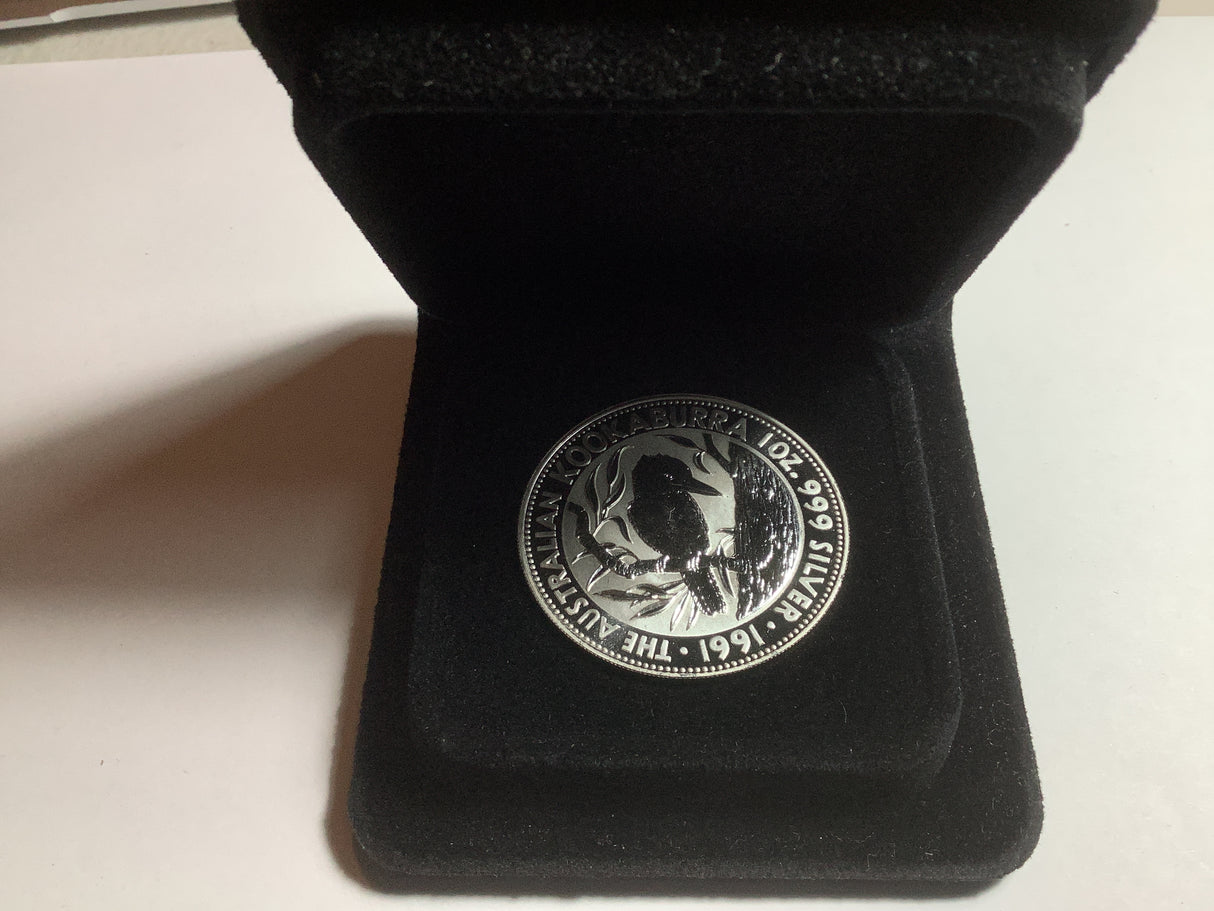 THE AUSTRALIAN KOOKABURRA 1OZ. 999 SILVER • 1991 •